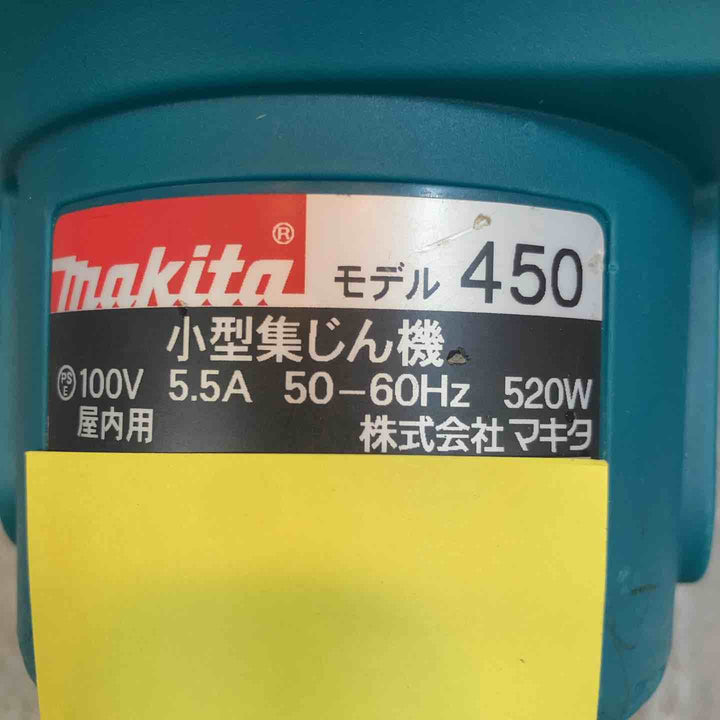 makita® モデル 450
小型集じん機
PSE 100V 5.5A 50-60Hz 520W
屋内用 株式会社マキタ